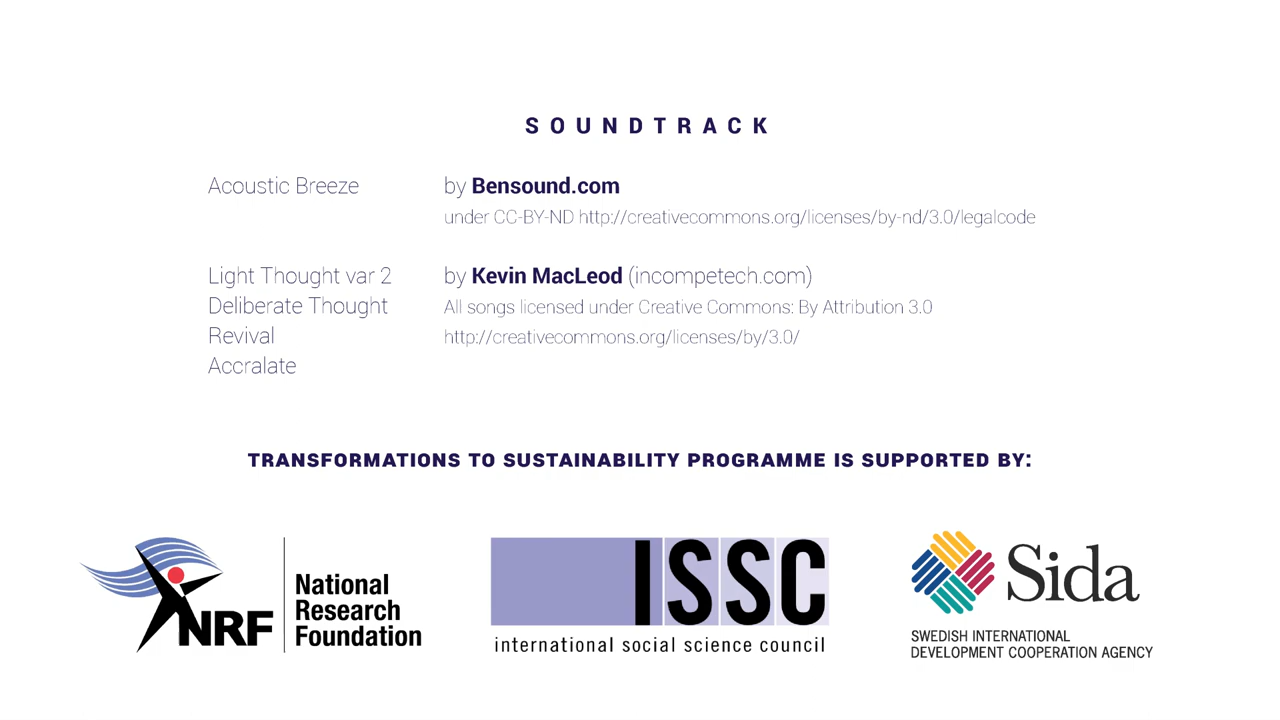 SOUNDTRACK
Acoustic Breeze by Bensound.com
under CC-BY-ND http://creativecommons.org/licenses/by-nd/3.0/legalcode
Light Thought var 2 by Kevin MacLeod (incompetech.com)
Deliberate Thought All songs licensed under Creative Commons: By Attribution 3.0
Revival http://creativecommons.org/licenses/by/3.0/
Accralate
TRANSFORMATIONS TO SUSTAINABILITY PROGRAMME IS SUPPORTED BY:
NRF
National
Research
Foundation
ISSC
international social science council
Sida
SWEDISH INTERNATIONAL
DEVELOPMENT COOPERATION AGENCY